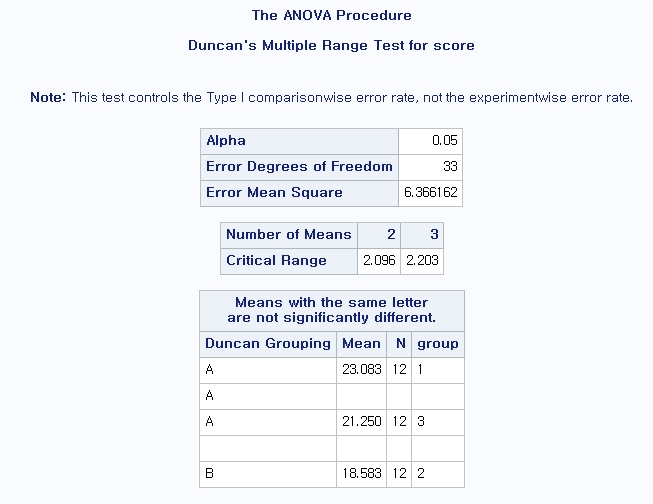 The ANOVA Procedure
Duncan's Multiple Range Test for score
Note: This test controls the Type I comparisonwise error rate, not the experimentwise error rate.
Alpha 0.05
Error Degrees of Freedom 33
Error Mean Square 6.366162
Number of Means 2 3
Critical Range 2.096 2.203
Means with the same letter
are not significantly different.
Duncan Grouping Mean N group
A 23.083 12 1
A
A 21.250 12 3
B 18.583 12 2